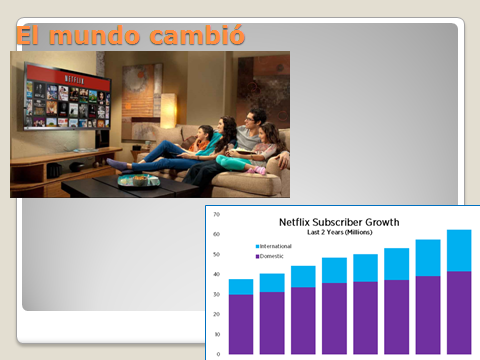 El mundo cambió
NETFLIX
Netflix Subscriber Growth
Last 2 Years (Millions)
International
Domestic
70
60
50
40
30
20
10
0